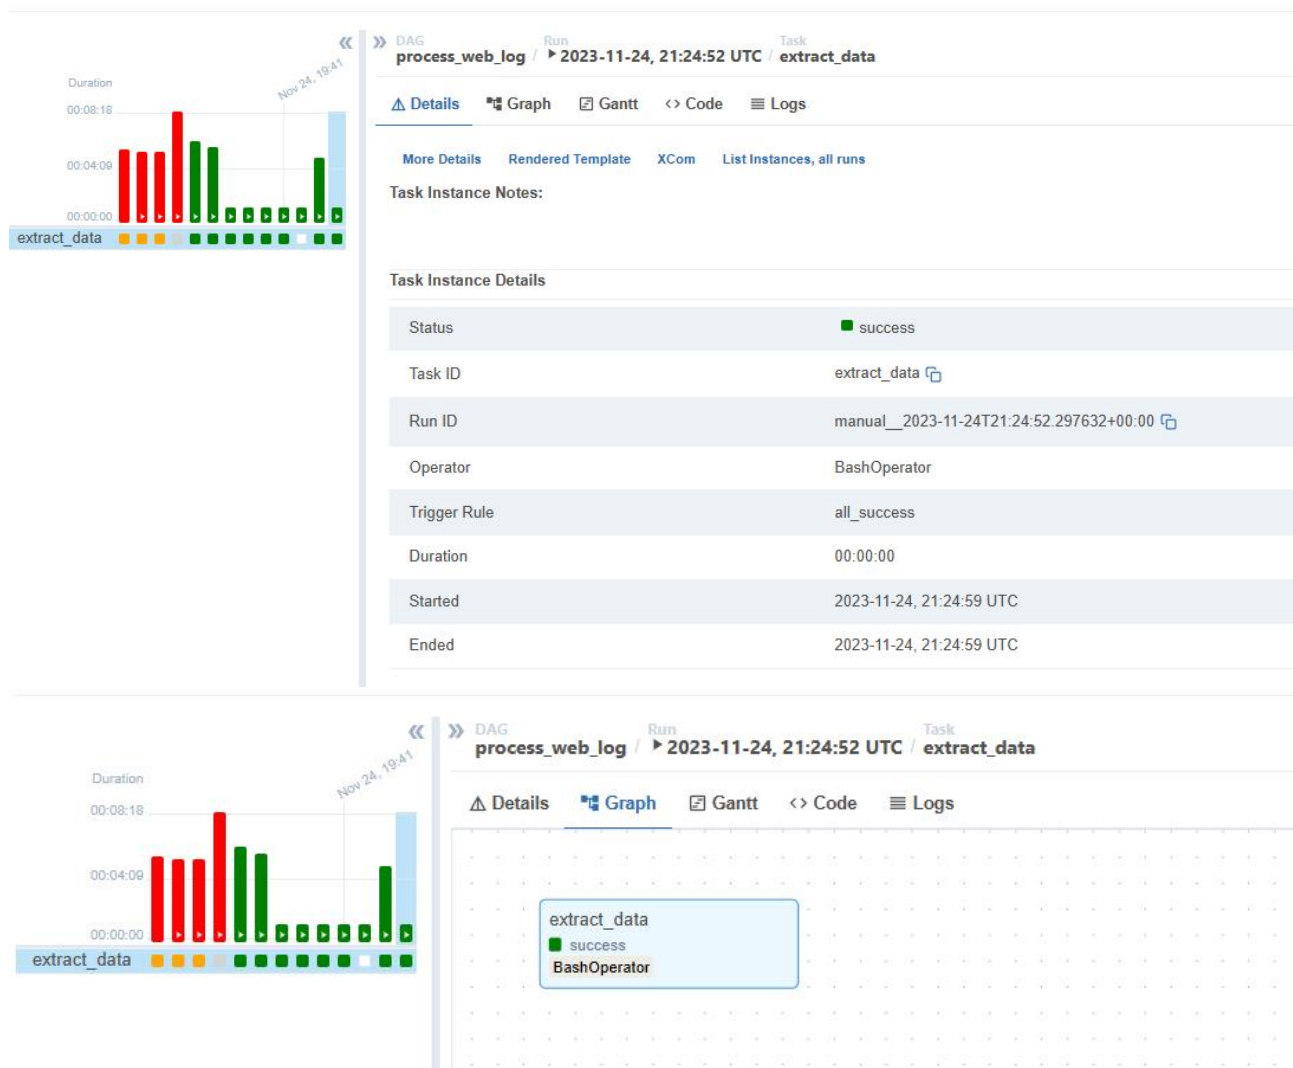 DAG Run Task
process_web_log / 2023-11-24, 21:24:52 UTC / extract_data
Nov 24, 19:41
Duration
00:08:18
00:04:09
00:00:00
extract_data
Details Graph Gantt Code Logs
More Details Rendered Template XCom List Instances, all runs
Task Instance Notes:
Task Instance Details
Status success
Task ID extract_data
Run ID manual__2023-11-24T21:24:52.297632+00:00
Operator BashOperator
Trigger Rule all_success
Duration 00:00:00
Started 2023-11-24, 21:24:59 UTC
Ended 2023-11-24, 21:24:59 UTC
DAG Run Task
process_web_log / 2023-11-24, 21:24:52 UTC / extract_data
Nov 24, 19:41
Duration
00:08:18
00:04:09
00:00:00
extract_data
Details Graph Gantt Code Logs
extract_data
success
BashOperator